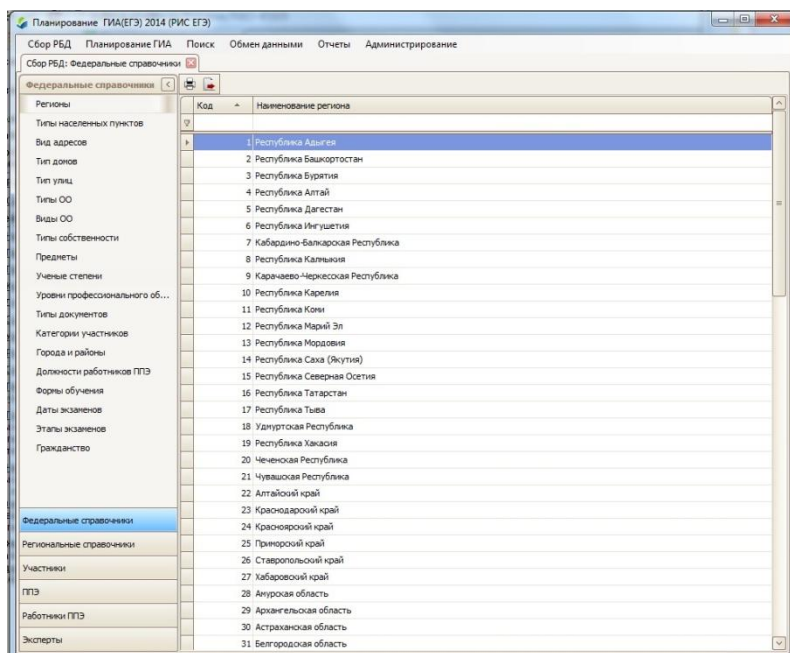 Планирование ГИА(ЕГЭ) 2014 (РИС ЕГЭ)
Сбор РБД Планирование ГИА Поиск Обмен данными Отчеты Администрирование
Сбор РБД: Федеральные справочники
Федеральные справочники
Регионы
Типы населенных пунктов
Вид адресов
Тип домов
Тип улиц
Типы ОО
Виды ОО
Типы собственности
Предметы
Ученые степени
Уровни профессионального об...
Типы документов
Категории участников
Города и районы
Должности работников ППЭ
Формы обучения
Даты экзаменов
Этапы экзаменов
Гражданство
Федеральные справочники
Региональные справочники
Участники
ППЭ
Работники ППЭ
Эксперты
Код Наименование региона
1 Республика Адыгея
2 Республика Башкортостан
3 Республика Бурятия
4 Республика Алтай
5 Республика Дагестан
6 Республика Ингушетия
7 Кабардино-Балкарская Республика
8 Республика Калмыкия
9 Карачаево-Черкесская Республика
10 Республика Карелия
11 Республика Коми
12 Республика Марий Эл
13 Республика Мордовия
14 Республика Саха (Якутия)
15 Республика Северная Осетия
16 Республика Татарстан
17 Республика Тыва
18 Удмуртская Республика
19 Республика Хакасия
20 Чеченская Республика
21 Чувашская Республика
22 Алтайский край
23 Краснодарский край
24 Красноярский край
25 Приморский край
26 Ставропольский край
27 Хабаровский край
28 Амурская область
29 Архангельская область
30 Астраханская область
31 Белгородская область